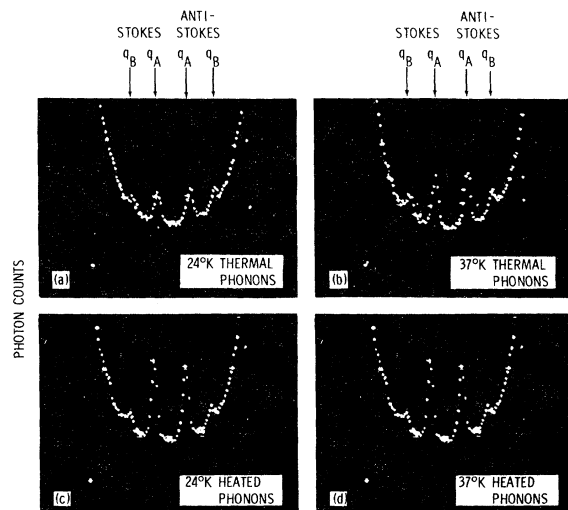 STOKES
ANTI-
STOKES
q_B q_A q_A q_B
STOKES
ANTI-
STOKES
q_B q_A q_A q_B
PHOTON COUNTS
(a)
24°K THERMAL
PHONONS
(b)
37°K THERMAL
PHONONS
(c)
24°K HEATED
PHONONS
(d)
37°K HEATED
PHONONS